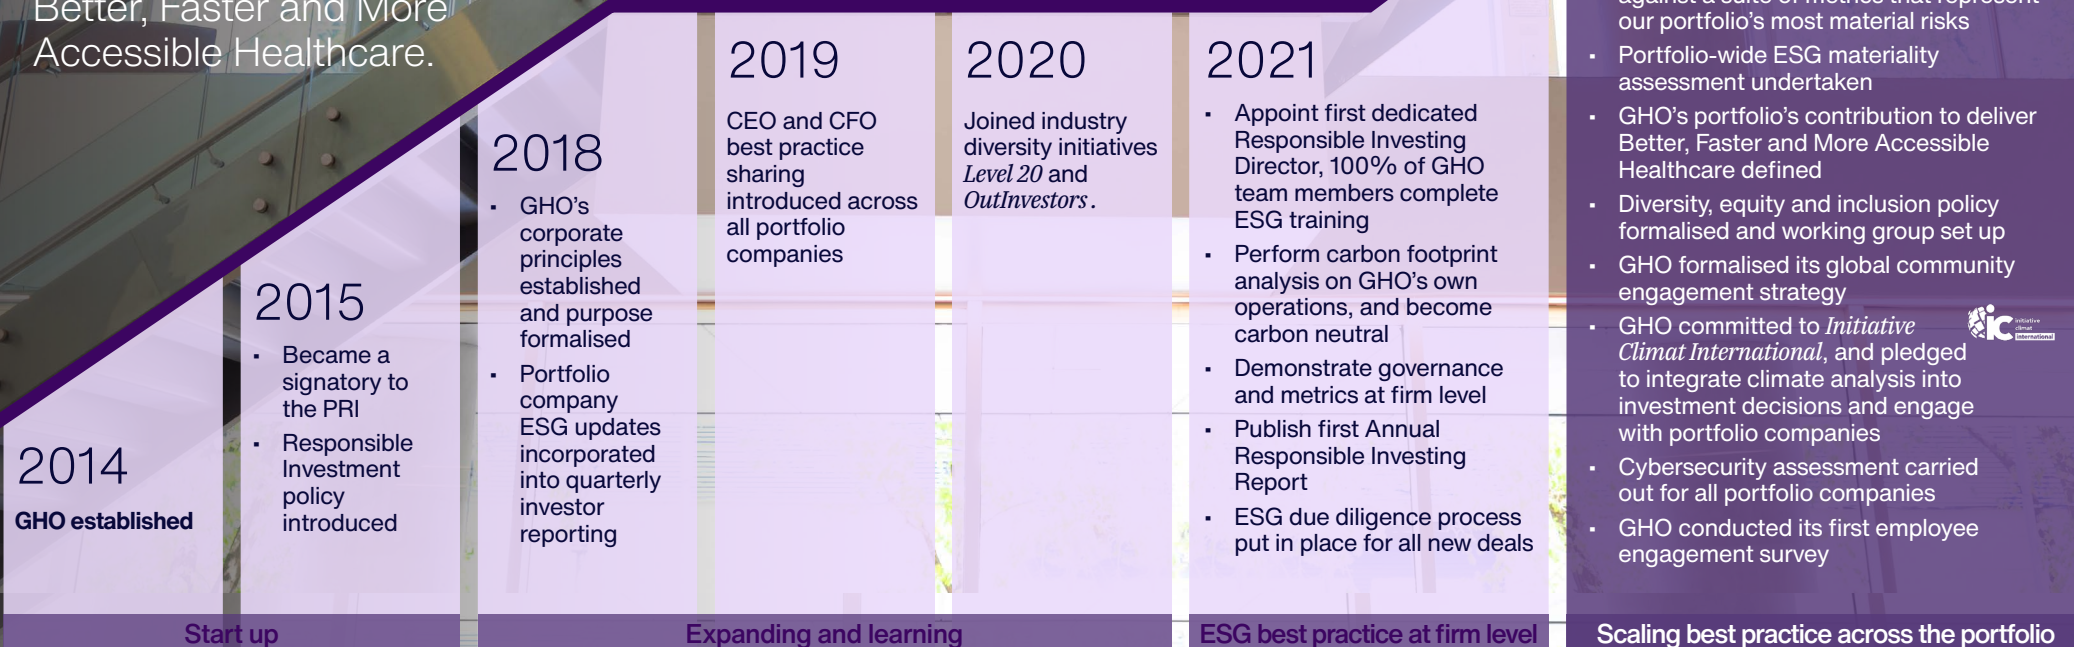 Better, Faster and More
Accessible Healthcare.
2014
GHO established
2015
▪ Became a
signatory to
the PRI
▪ Responsible
Investment
policy
introduced
Start up
2018
▪ GHO’s
corporate
principles
established
and purpose
formalised
▪ Portfolio
company
ESG updates
incorporated
into quarterly
investor
reporting
2019
CEO and CFO
best practice
sharing
introduced across
all portfolio
companies
2020
Joined industry
diversity initiatives
Level 20 and
OutInvestors.
Expanding and learning
2021
▪ Appoint first dedicated
Responsible Investing
Director, 100% of GHO
team members complete
ESG training
▪ Perform carbon footprint
analysis on GHO’s own
operations, and become
carbon neutral
▪ Demonstrate governance
and metrics at firm level
▪ Publish first Annual
Responsible Investing
Report
▪ ESG due diligence process
put in place for all new deals
ESG best practice at firm level
against a suite of metrics that represent
our portfolio’s most material risks
▪ Portfolio-wide ESG materiality
assessment undertaken
▪ GHO’s portfolio’s contribution to deliver
Better, Faster and More Accessible
Healthcare defined
▪ Diversity, equity and inclusion policy
formalised and working group set up
▪ GHO formalised its global community
engagement strategy
▪ GHO committed to Initiative
Climat International, and pledged
to integrate climate analysis into
investment decisions and engage
with portfolio companies
iC
initiative
climat
international
▪ Cybersecurity assessment carried
out for all portfolio companies
▪ GHO conducted its first employee
engagement survey
Scaling best practice across the portfolio